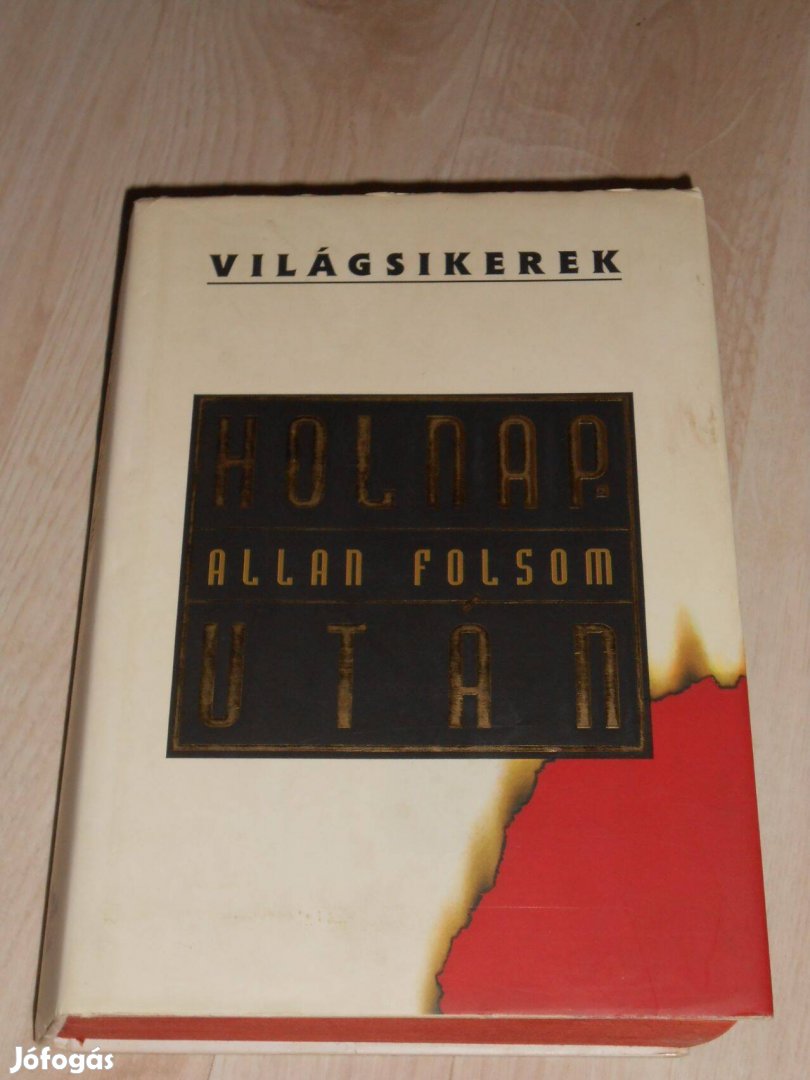 VILÁGSIKEREK
HOLNAP-
ALLAN FOLSOM
UTÁN
Jófogás